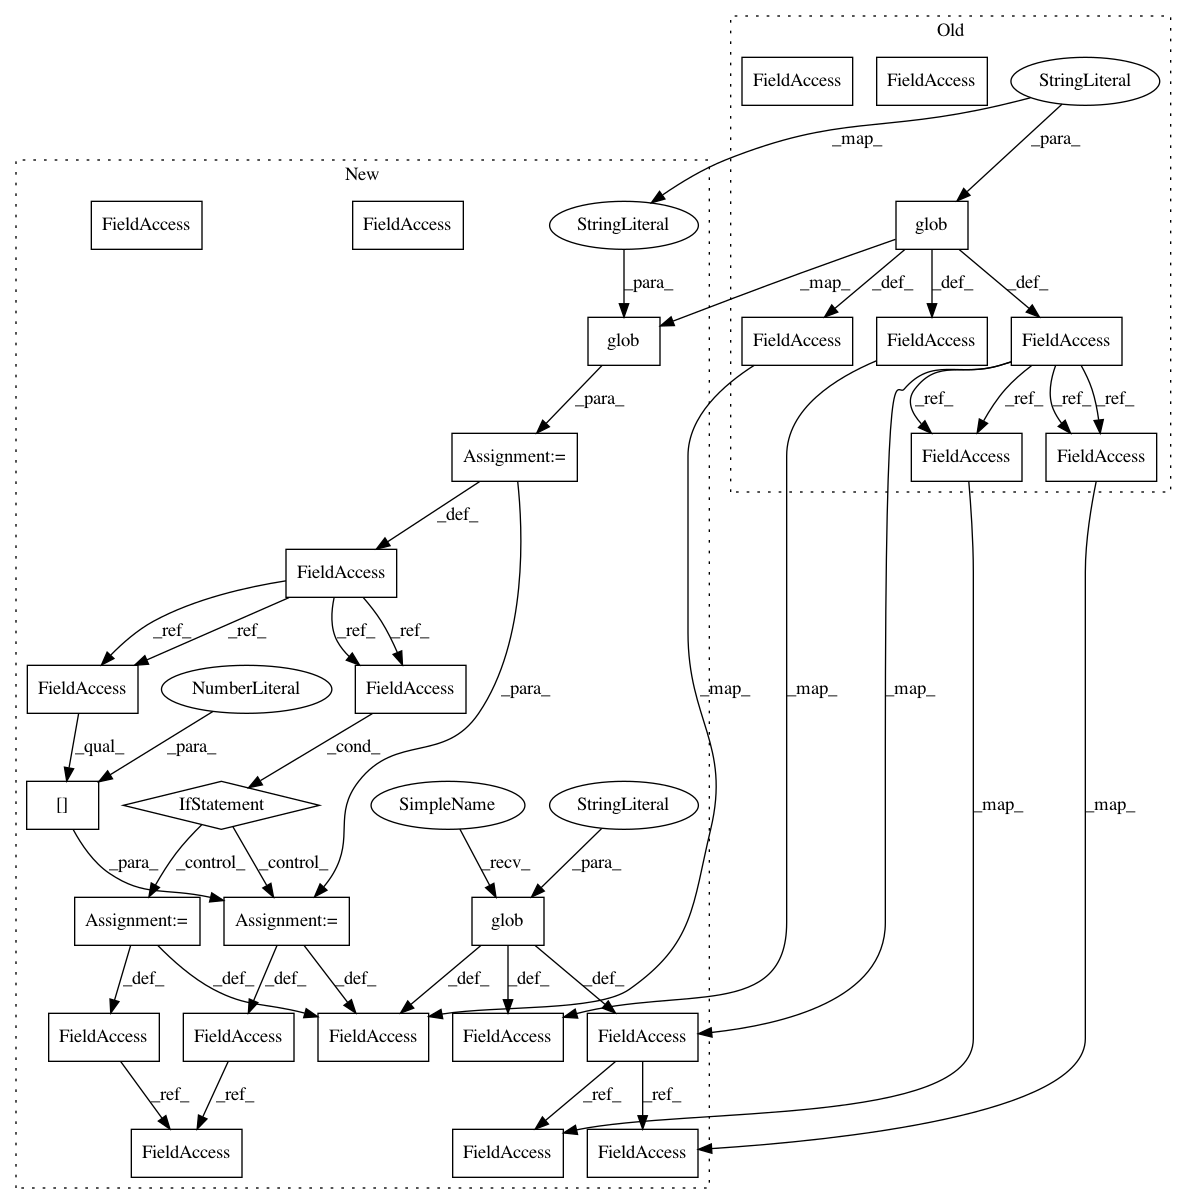 Old
FieldAccess FieldAccess StringLiteral
_map_ _para_
New
FieldAccess FieldAccess StringLiteral glob
_para_ _map_ _def_ _def_ _def_
glob FieldAccess FieldAccess FieldAccess
_para_ _ref_ _ref_ _ref_ _ref_
Assignment:= FieldAccess FieldAccess
_def_
FieldAccess
_ref_ _ref_ _ref_ _ref_
FieldAccess NumberLiteral FieldAccess _para_ _map_ _map_ _map_
_qual_ _para_ _cond_
[] IfStatement SimpleName StringLiteral _map_ _map_
_para_ _control_ _control_ _recv_ _para_
Assignment:= Assignment:= glob
_def_ _def_ _def_ _def_ _def_ _def_ _def_
FieldAccess FieldAccess FieldAccess FieldAccess FieldAccess
_ref_ _ref_ _ref_ _ref_
FieldAccess FieldAccess FieldAccess